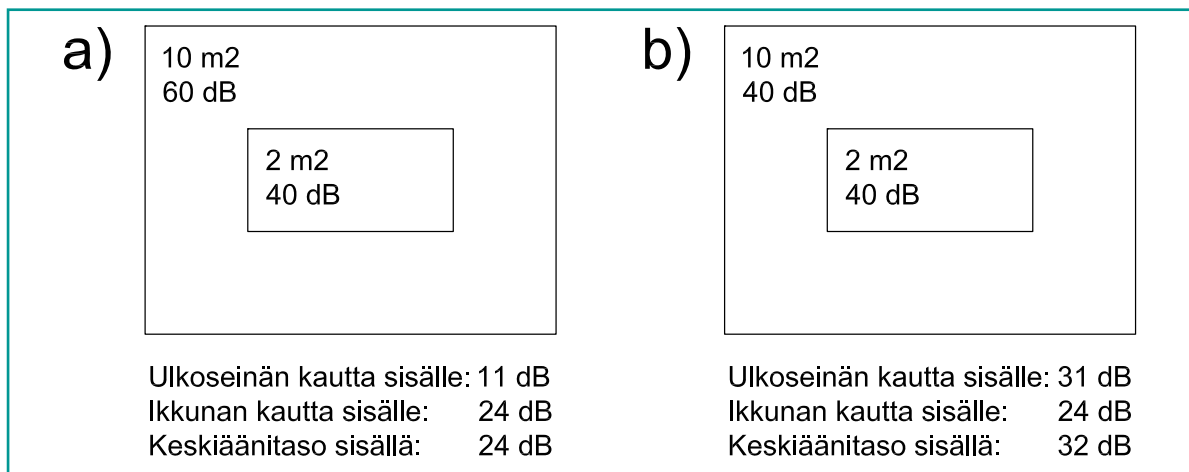 a)
10 m2
60 dB
2 m2
40 dB
Ulkoseinän kautta sisälle: 11 dB
Ikkunan kautta sisälle: 24 dB
Keskiäänitaso sisällä: 24 dB
b)
10 m2
40 dB
2 m2
40 dB
Ulkoseinän kautta sisälle: 31 dB
Ikkunan kautta sisälle: 24 dB
Keskiäänitaso sisällä: 32 dB